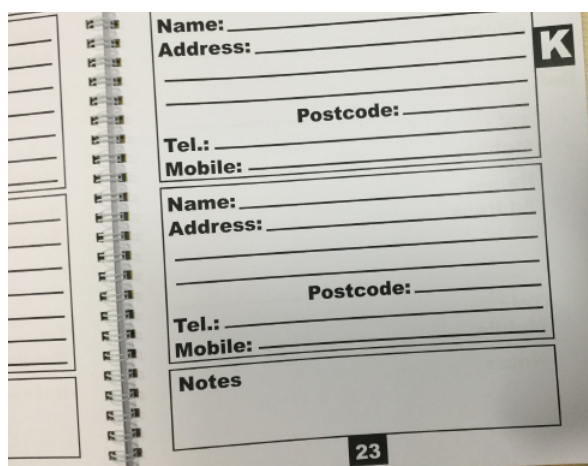 Name:
K
Address:
Postcode:
Tel.:
Mobile:
Name:
Address:
Postcode:
Tel.:
Mobile:
Notes
23